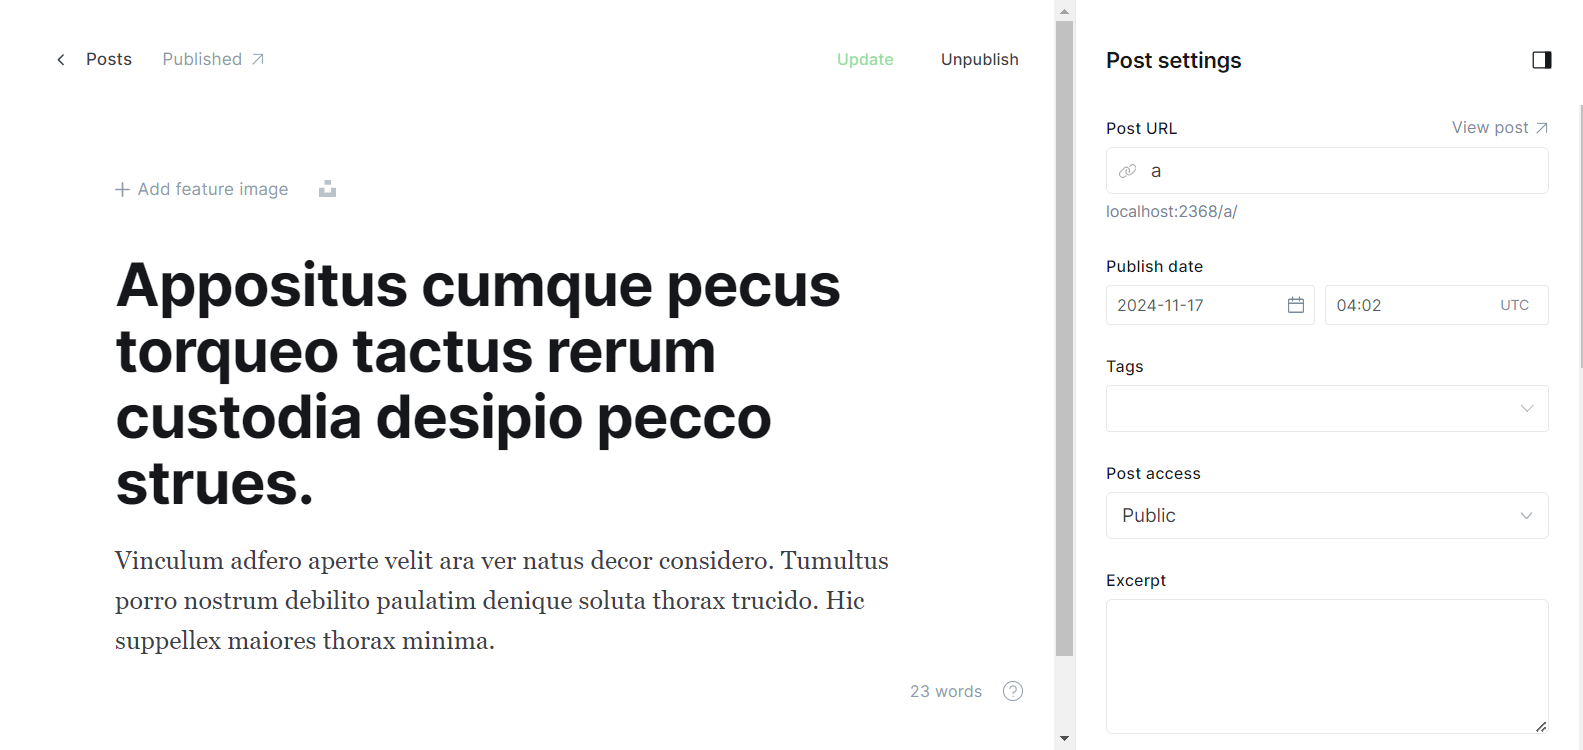 Posts Published Update Unpublish
Add feature image
Appositus cumque pecus
torqueo tactus rerum
custodia desipio pecco
strues.
Vinculum adfero aperte velit ara ver natus decor considero. Tumultus
porro nostrum debilito paulatim denique soluta thorax trucido. Hic
suppellex maiores thorax minima.
23 words ?
Post settings
Post URL View post
a
localhost:2368/a/
Publish date
2024-11-17 04:02 UTC
Tags
Post access
Public
Excerpt